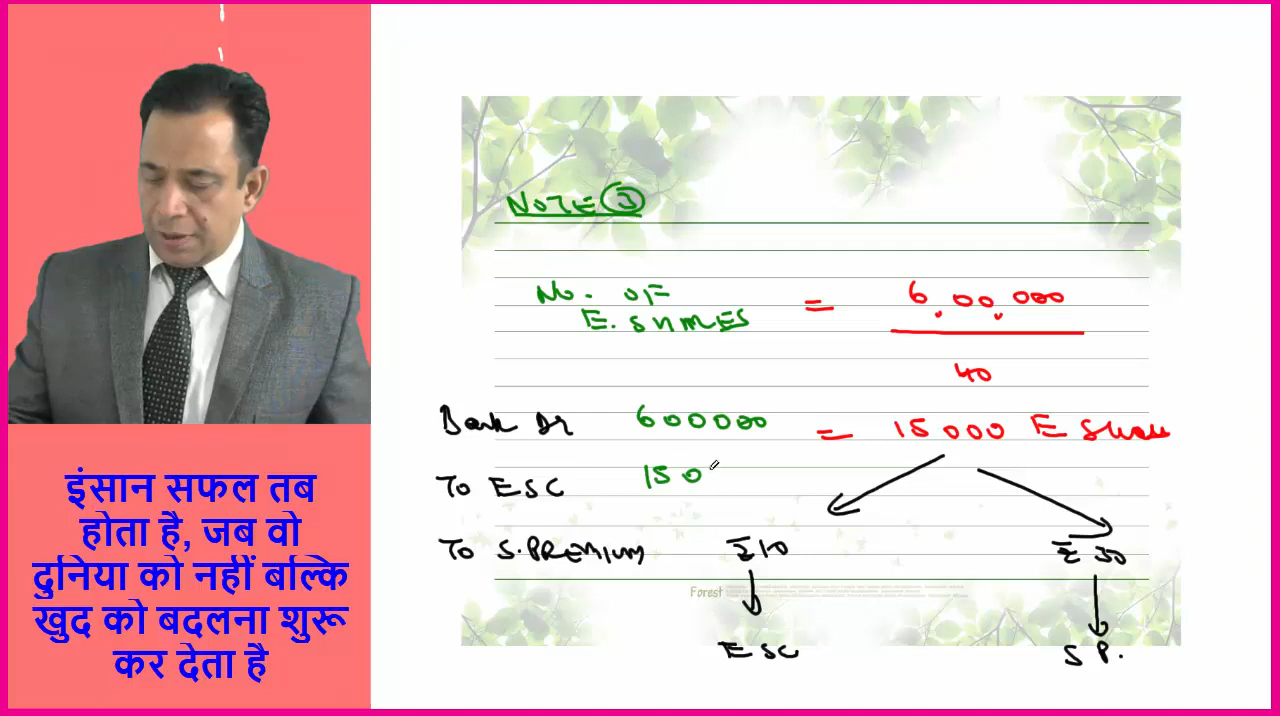 इंसान सफल तब
होता है, जब वो
दुनिया को नहीं बल्कि
खुद को बदलना शुरू
कर देता है
NOTE ③
No. OF
E. SHARES
= 6,00,000
40
= 15000 E Share
Bank Dr 600000
To ESC 150
To S.PREMIUM
₹10
₹ 30
ESC
S P.
Forest